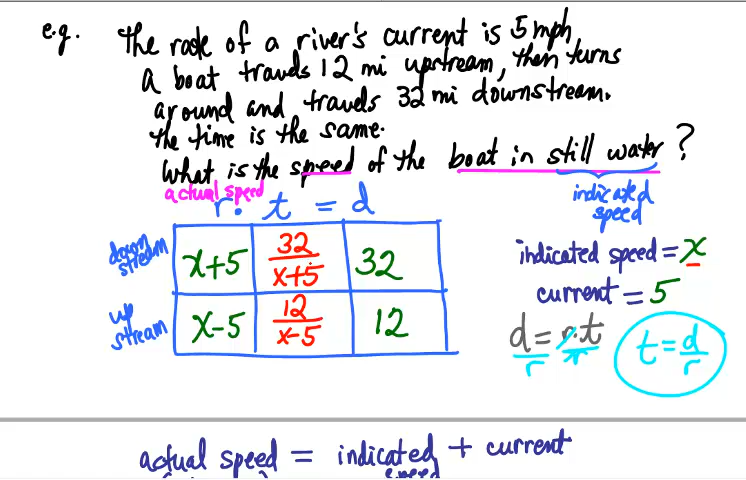 e.g. The rate of a river's current is 5 mph,
A boat travels 12 mi upstream, then turns
around and travels 32 mi downstream.
the time is the same.
What is the speed of the boat in still water?
actual speed
indicated speed
r. t = d
down stream x+5 32/x+5 32
up stream x-5 12/x-5 12
indicated speed = x
current = 5
d/r = r.t/r t = d/r
actual speed = indicated speed + current